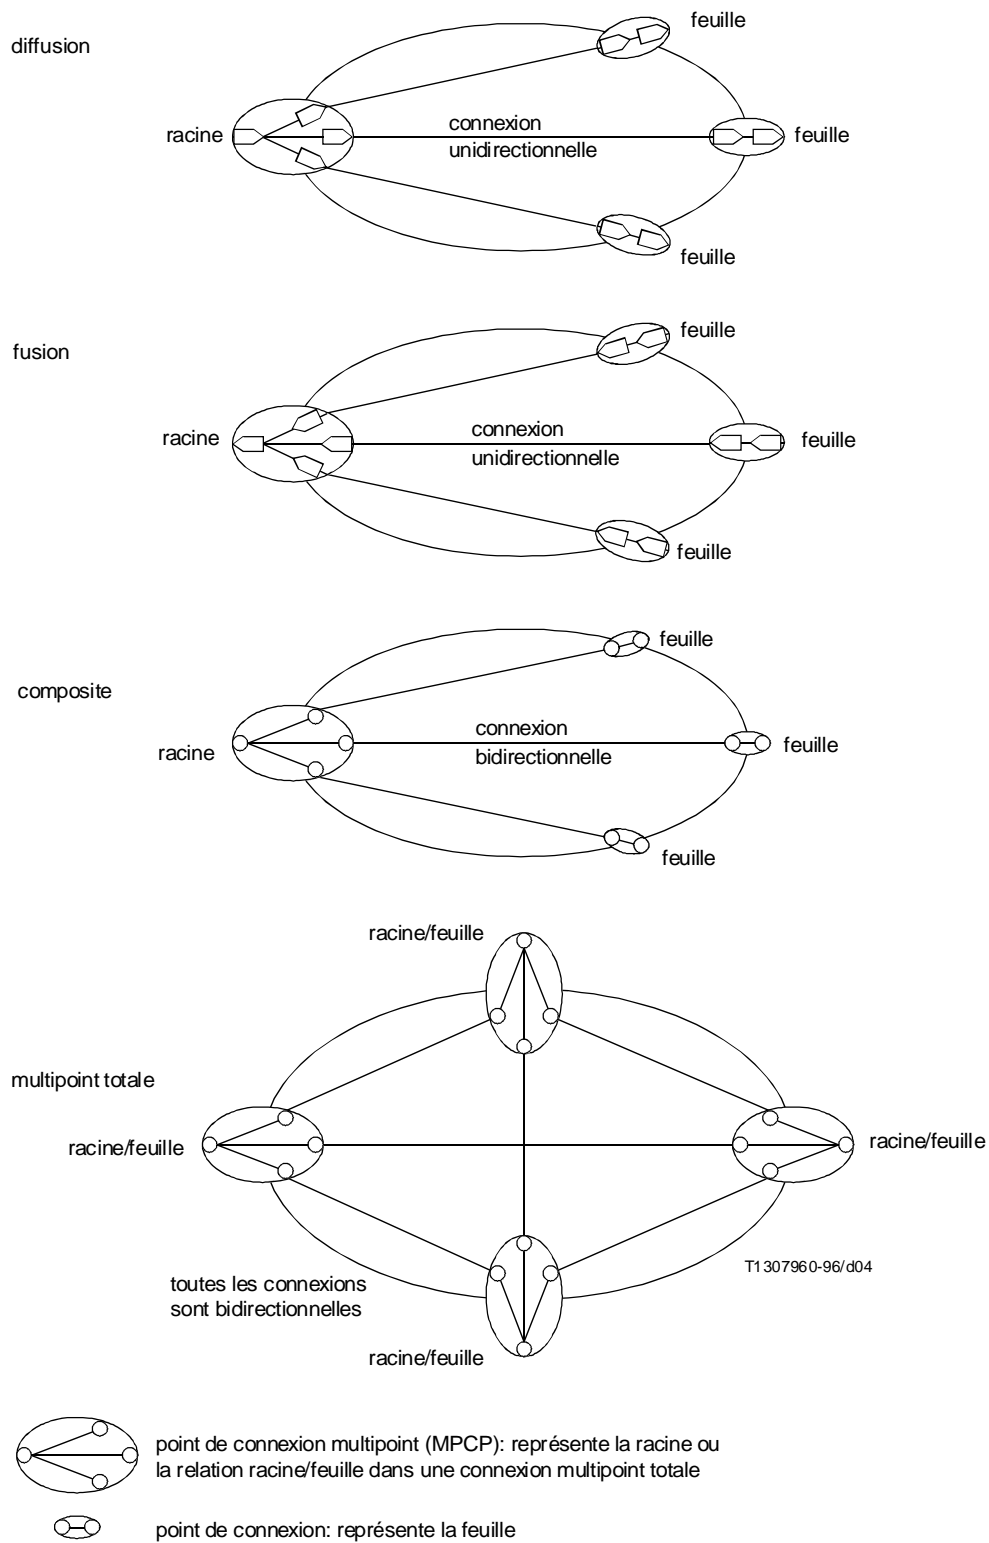 diffusion
feuille
racine
connexion
unidirectionnelle
feuille
feuille
fusion
feuille
racine
connexion
unidirectionnelle
feuille
feuille
composite
feuille
racine
connexion
bidirectionnelle
feuille
feuille
racine/feuille
multipoint totale
racine/feuille
racine/feuille
T1307960-96/d04
toutes les connexions
sont bidirectionnelles
racine/feuille
point de connexion multipoint (MPCP): représente la racine ou
la relation racine/feuille dans une connexion multipoint totale
point de connexion: représente la feuille